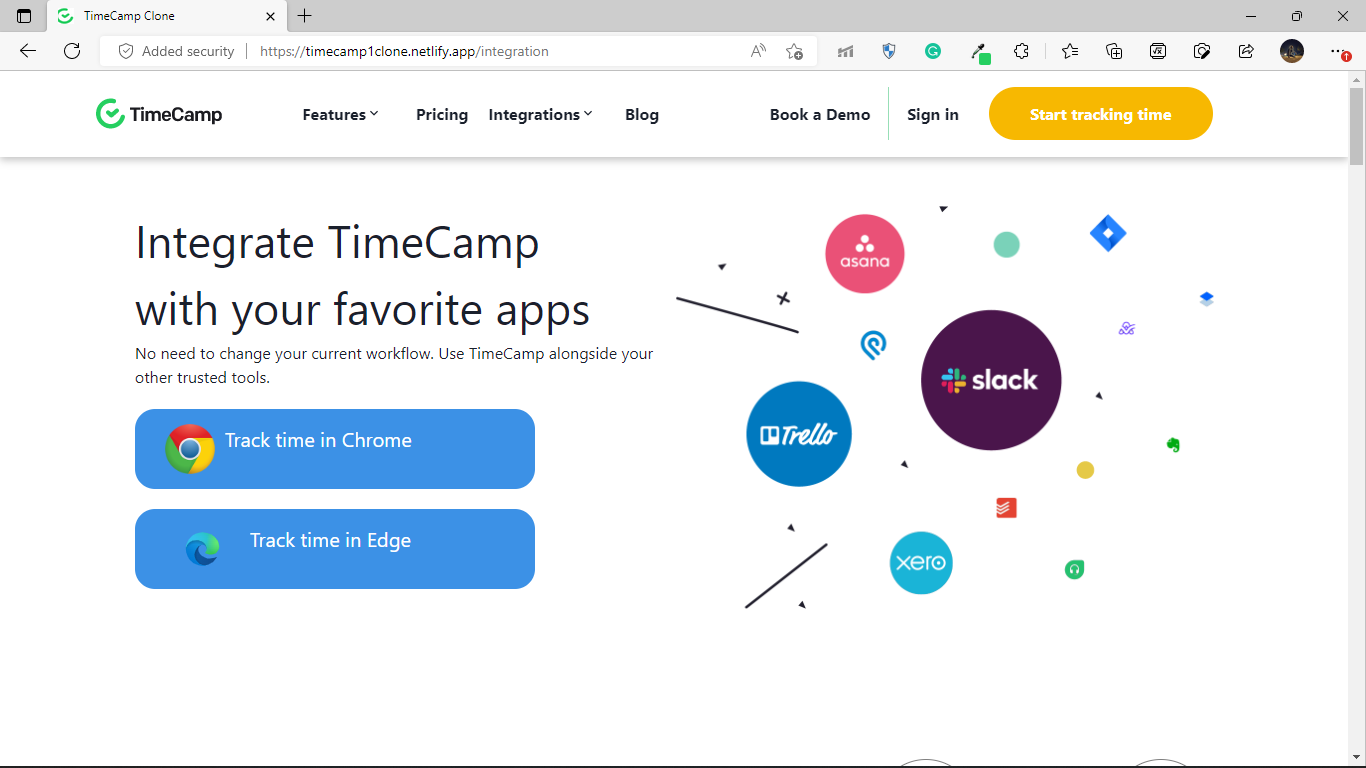 TimeCamp Clone
Added security
https://timecamp1clone.netlify.app/integration
TimeCamp
Features
Pricing
Integrations
Blog
Book a Demo
Sign in
Start tracking time
Integrate TimeCamp
with your favorite apps
No need to change your current workflow. Use TimeCamp alongside your
other trusted tools.
Track time in Chrome
Track time in Edge
asana
slack
Trello
xero